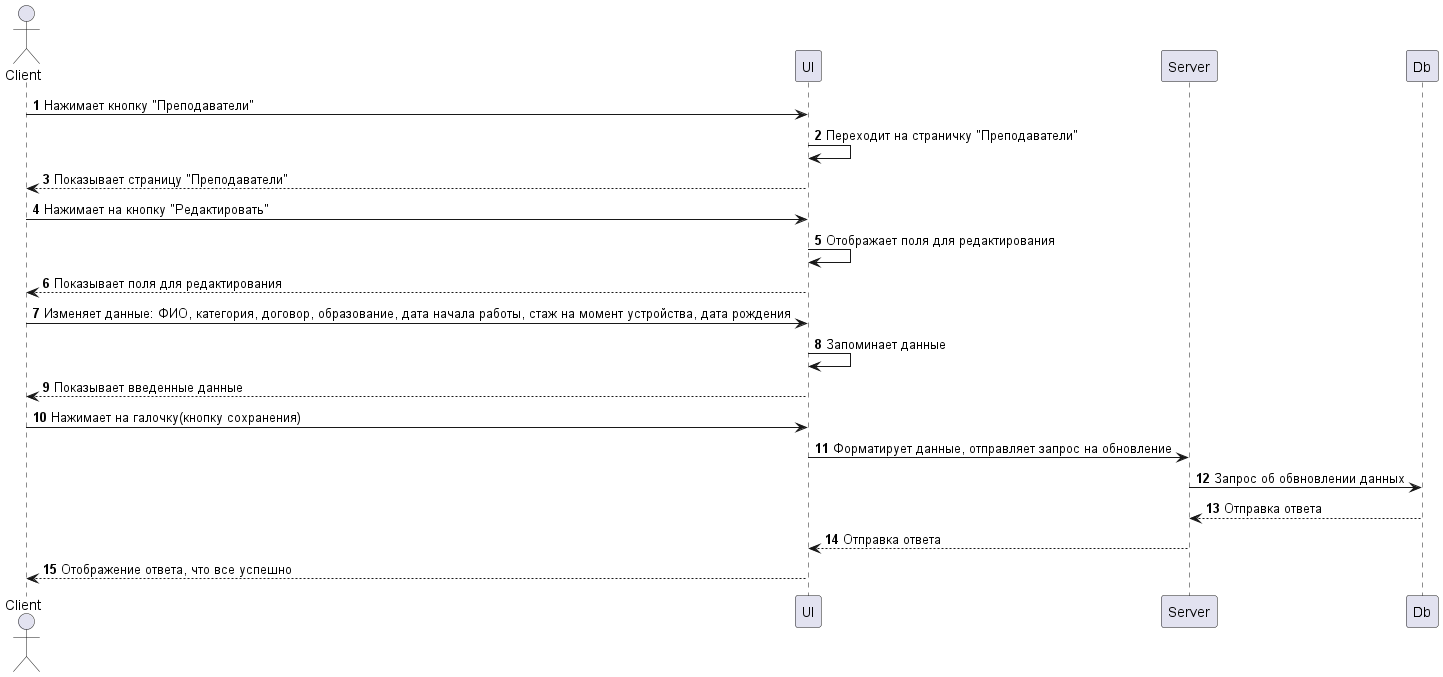 Client
UI
Server
Db
1 Нажимает кнопку "Преподаватели"
2 Переходит на страничку "Преподаватели"
3 Показывает страницу "Преподаватели"
4 Нажимает на кнопку "Редактировать"
5 Отображает поля для редактирования
6 Показывает поля для редактирования
7 Изменяет данные: ФИО, категория, договор, образование, дата начала работы, стаж на момент устройства, дата рождения
8 Запоминает данные
9 Показывает введенные данные
10 Нажимает на галочку(кнопку сохранения)
11 Форматирует данные, отправляет запрос на обновление
12 Запрос об обвновлении данных
13 Отправка ответа
14 Отправка ответа
15 Отображение ответа, что все успешно
Client
UI
Server
Db